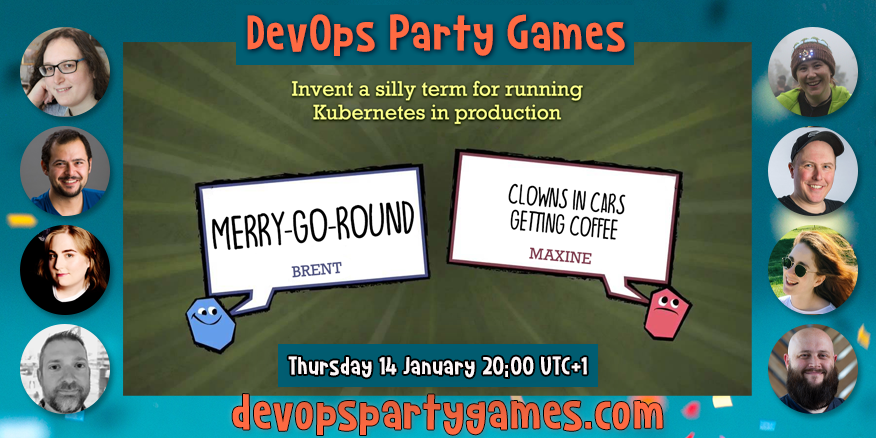 DevOps Party Games
Invent a silly term for running
Kubernetes in production
MERRY-GO-ROUND
BRENT
CLOWNS IN CARS
GETTING COFFEE
MAXINE
Thursday 14 January 20:00 UTC+1
devopspartygames.com